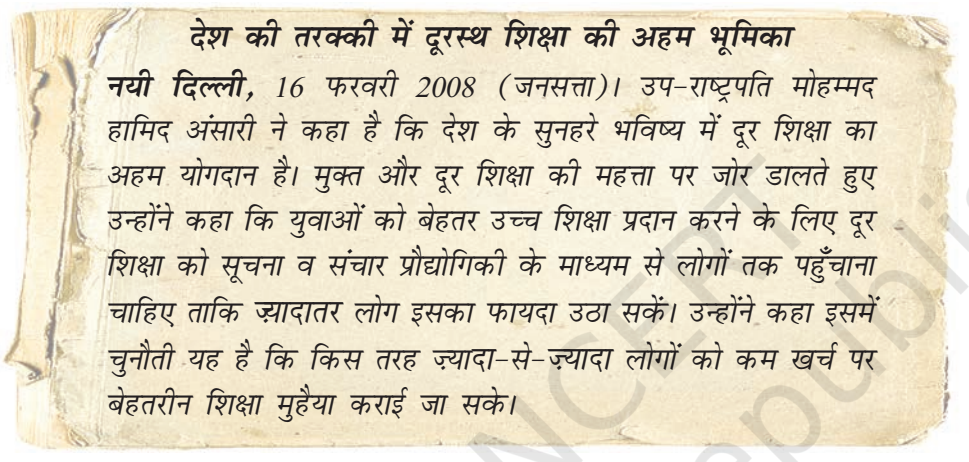 देश की तरक्की में दूरस्थ शिक्षा की अहम भूमिका
नयी दिल्ली, 16 फरवरी 2008 (जनसत्ता)। उप-राष्ट्रपति मोहम्मद
हामिद अंसारी ने कहा है कि देश के सुनहरे भविष्य में दूर शिक्षा का
अहम योगदान है। मुक्त और दूर शिक्षा की महत्ता पर जोर डालते हुए
उन्होंने कहा कि युवाओं को बेहतर उच्च शिक्षा प्रदान करने के लिए दूर
शिक्षा को सूचना व संचार प्रौद्योगिकी के माध्यम से लोगों तक पहुँचाना
चाहिए ताकि ज़्यादातर लोग इसका फायदा उठा सकें। उन्होंने कहा इसमें
चुनौती यह है कि किस तरह ज़्यादा-से-ज़्यादा लोगों को कम खर्च पर
बेहतरीन शिक्षा मुहैया कराई जा सके।
NCERT